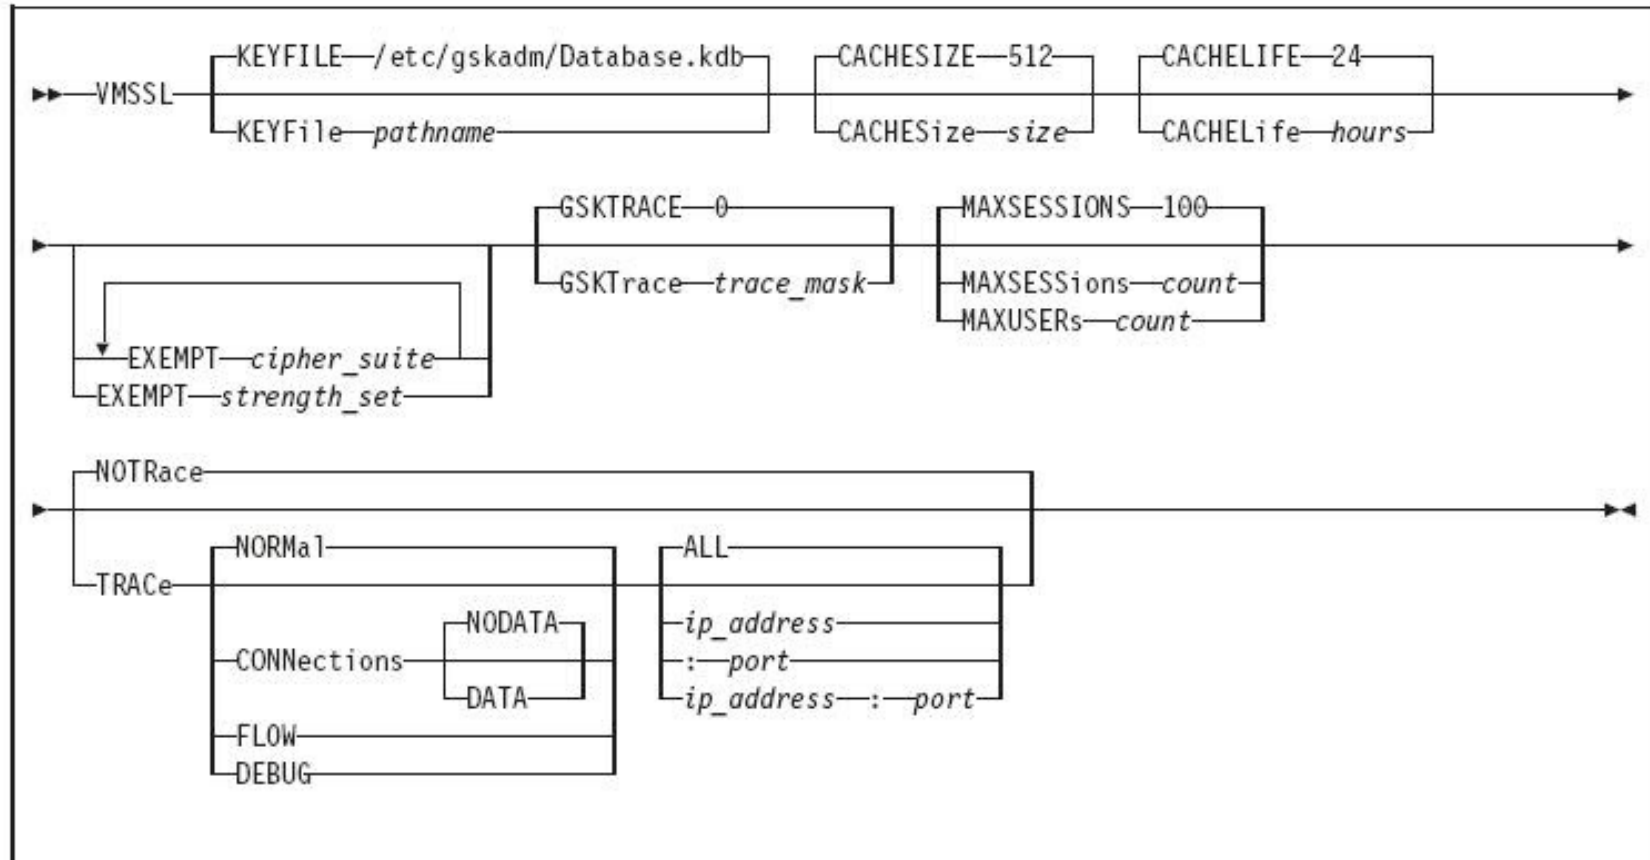 KEYFILE /etc/gskadm/Database.kdb CACHESIZE 512 CACHELIFE 24
VMSSL
KEYFile pathname CACHESize size CACHELife hours
GSKTRACE 0 MAXSESSIONS 100
GSKTrace trace_mask MAXSESSions count
MAXUSERs count
EXEMPT cipher_suite
EXEMPT strength_set
NOTRace
NORMal ALL
TRACe
NODATA ip_address
CONNections : port
DATA ip_address : port
FLOW
DEBUG